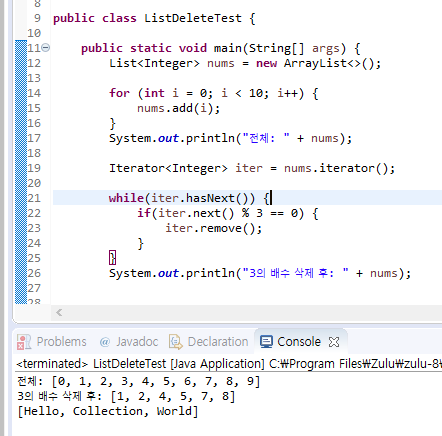 8
9 public class ListDeleteTest {
10
11 public static void main(String[] args) {
12 List<Integer> nums = new ArrayList<>();
13
14 for (int i = 0; i < 10; i++) {
15 nums.add(i);
16 }
17 System.out.println("전체: " + nums);
18
19 Iterator<Integer> iter = nums.iterator();
20
21 while(iter.hasNext()) {
22 if(iter.next() % 3 == 0) {
23 iter.remove();
24 }
25 }
26 System.out.println("3의 배수 삭제 후: " + nums);
27
28
Problems @ Javadoc Declaration Console
<terminated> ListDeleteTest [Java Application] C:₩Program Files₩Zulu₩zulu-8₩
전체: [0, 1, 2, 3, 4, 5, 6, 7, 8, 9]
3의 배수 삭제 후: [1, 2, 4, 5, 7, 8]
[Hello, Collection, World]